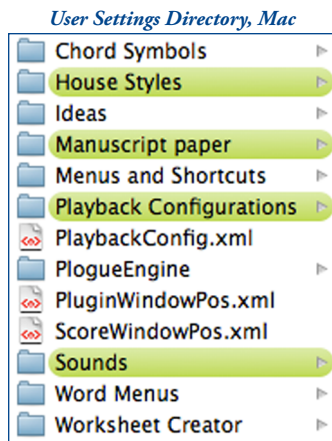 User Settings Directory, Mac
Chord Symbols
House Styles
Ideas
Manuscript paper
Menus and Shortcuts
Playback Configurations
PlaybackConfig.xml
PlogueEngine
PluginWindowPos.xml
ScoreWindowPos.xml
Sounds
Word Menus
Worksheet Creator